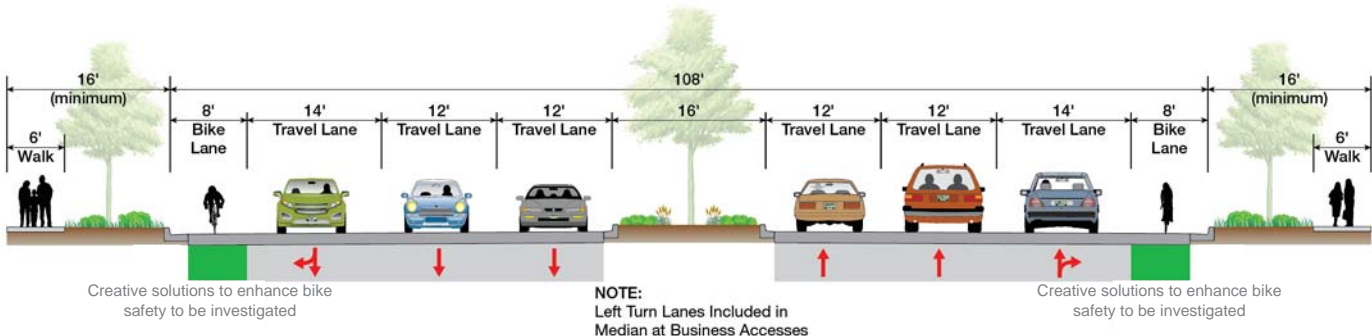 16'
(minimum)
108'
16'
(minimum)
6'
Walk
8'
Bike
Lane
14'
Travel Lane
12'
Travel Lane
12'
Travel Lane
16'
12'
Travel Lane
12'
Travel Lane
14'
Travel Lane
8'
Bike
Lane
6'
Walk
Creative solutions to enhance bike
safety to be investigated
NOTE:
Left Turn Lanes Included in
Median at Business Accesses
Creative solutions to enhance bike
safety to be investigated